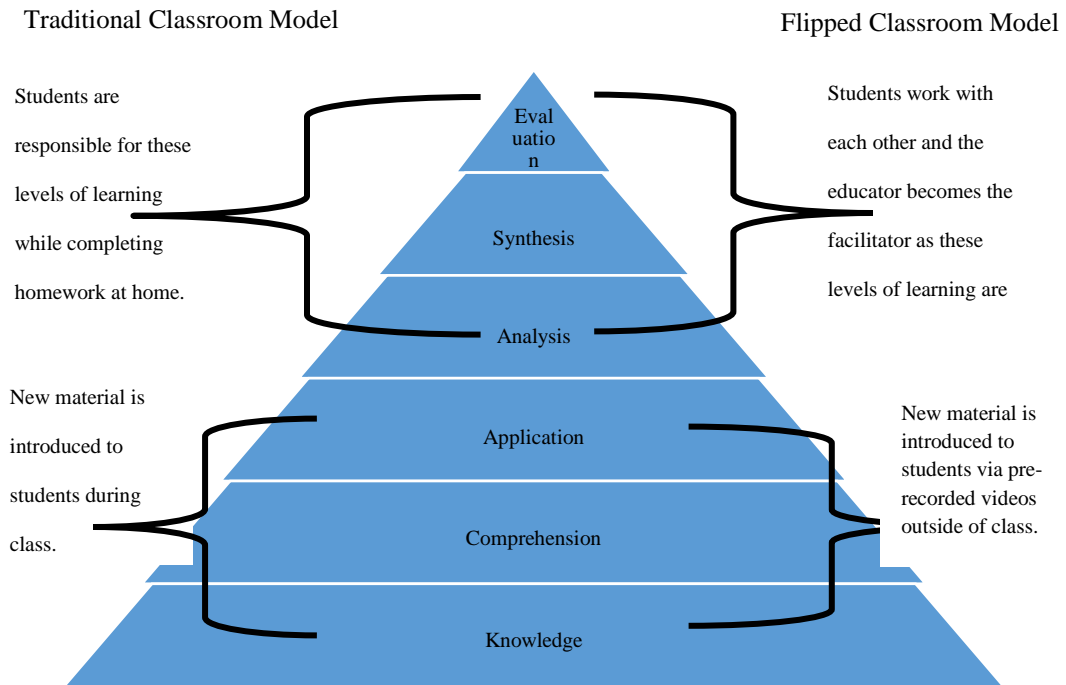 Traditional Classroom Model
Flipped Classroom Model
Students are
responsible for these
levels of learning
while completing
homework at home.
Eval
uatio
n
Synthesis
Analysis
Students work with
each other and the
educator becomes the
facilitator as these
levels of learning are
New material is
introduced to
students during
class.
Application
Comprehension
Knowledge
New material is
introduced to
students via pre-
recorded videos
outside of class.